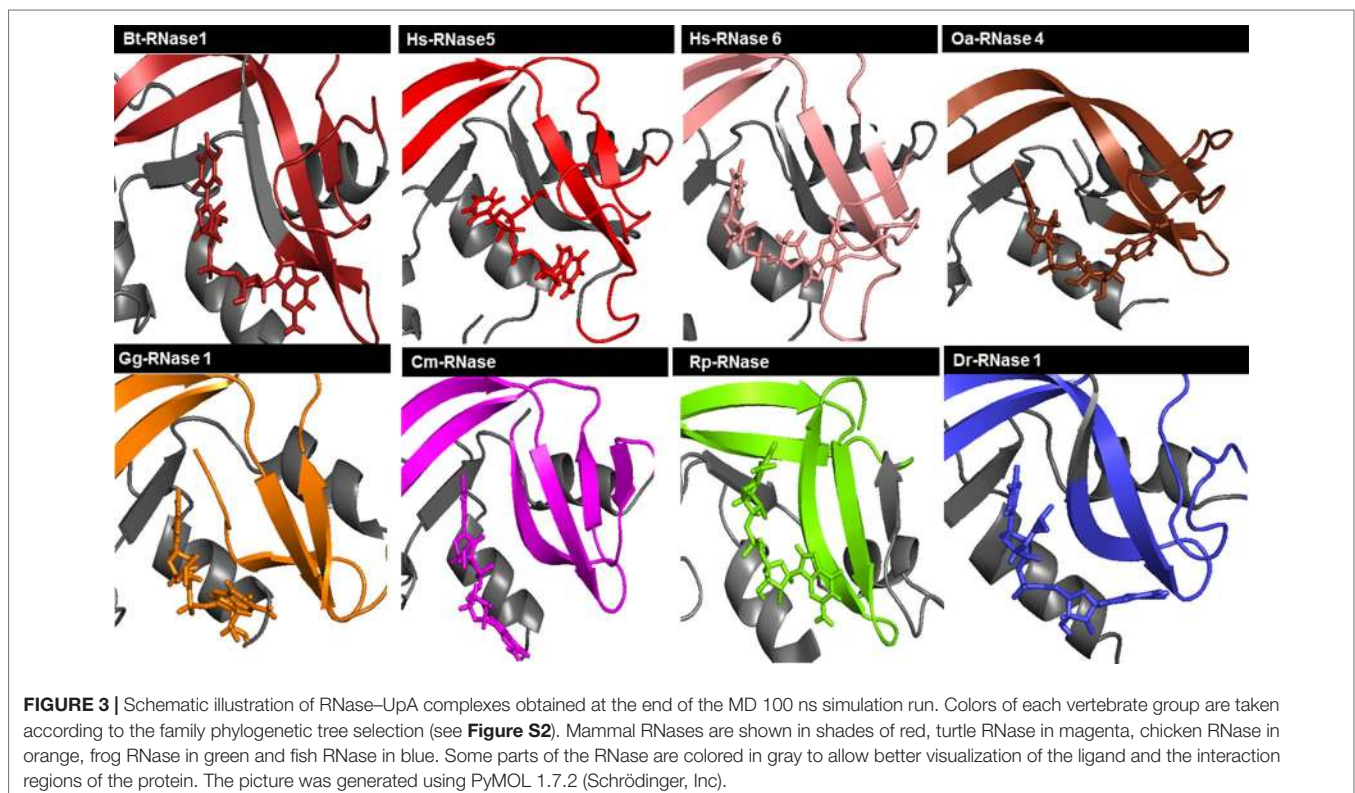 Bt-RNase1
Hs-RNase5
Hs-RNase 6
Oa-RNase 4
Gg-RNase 1
Cm-RNase
Rp-RNase
Dr-RNase 1
FIGURE 3 | Schematic illustration of RNase–UpA complexes obtained at the end of the MD 100 ns simulation run. Colors of each vertebrate group are taken
according to the family phylogenetic tree selection (see Figure S2). Mammal RNases are shown in shades of red, turtle RNase in magenta, chicken RNase in
orange, frog RNase in green and fish RNase in blue. Some parts of the RNase are colored in gray to allow better visualization of the ligand and the interaction
regions of the protein. The picture was generated using PyMOL 1.7.2 (Schrödinger, Inc).